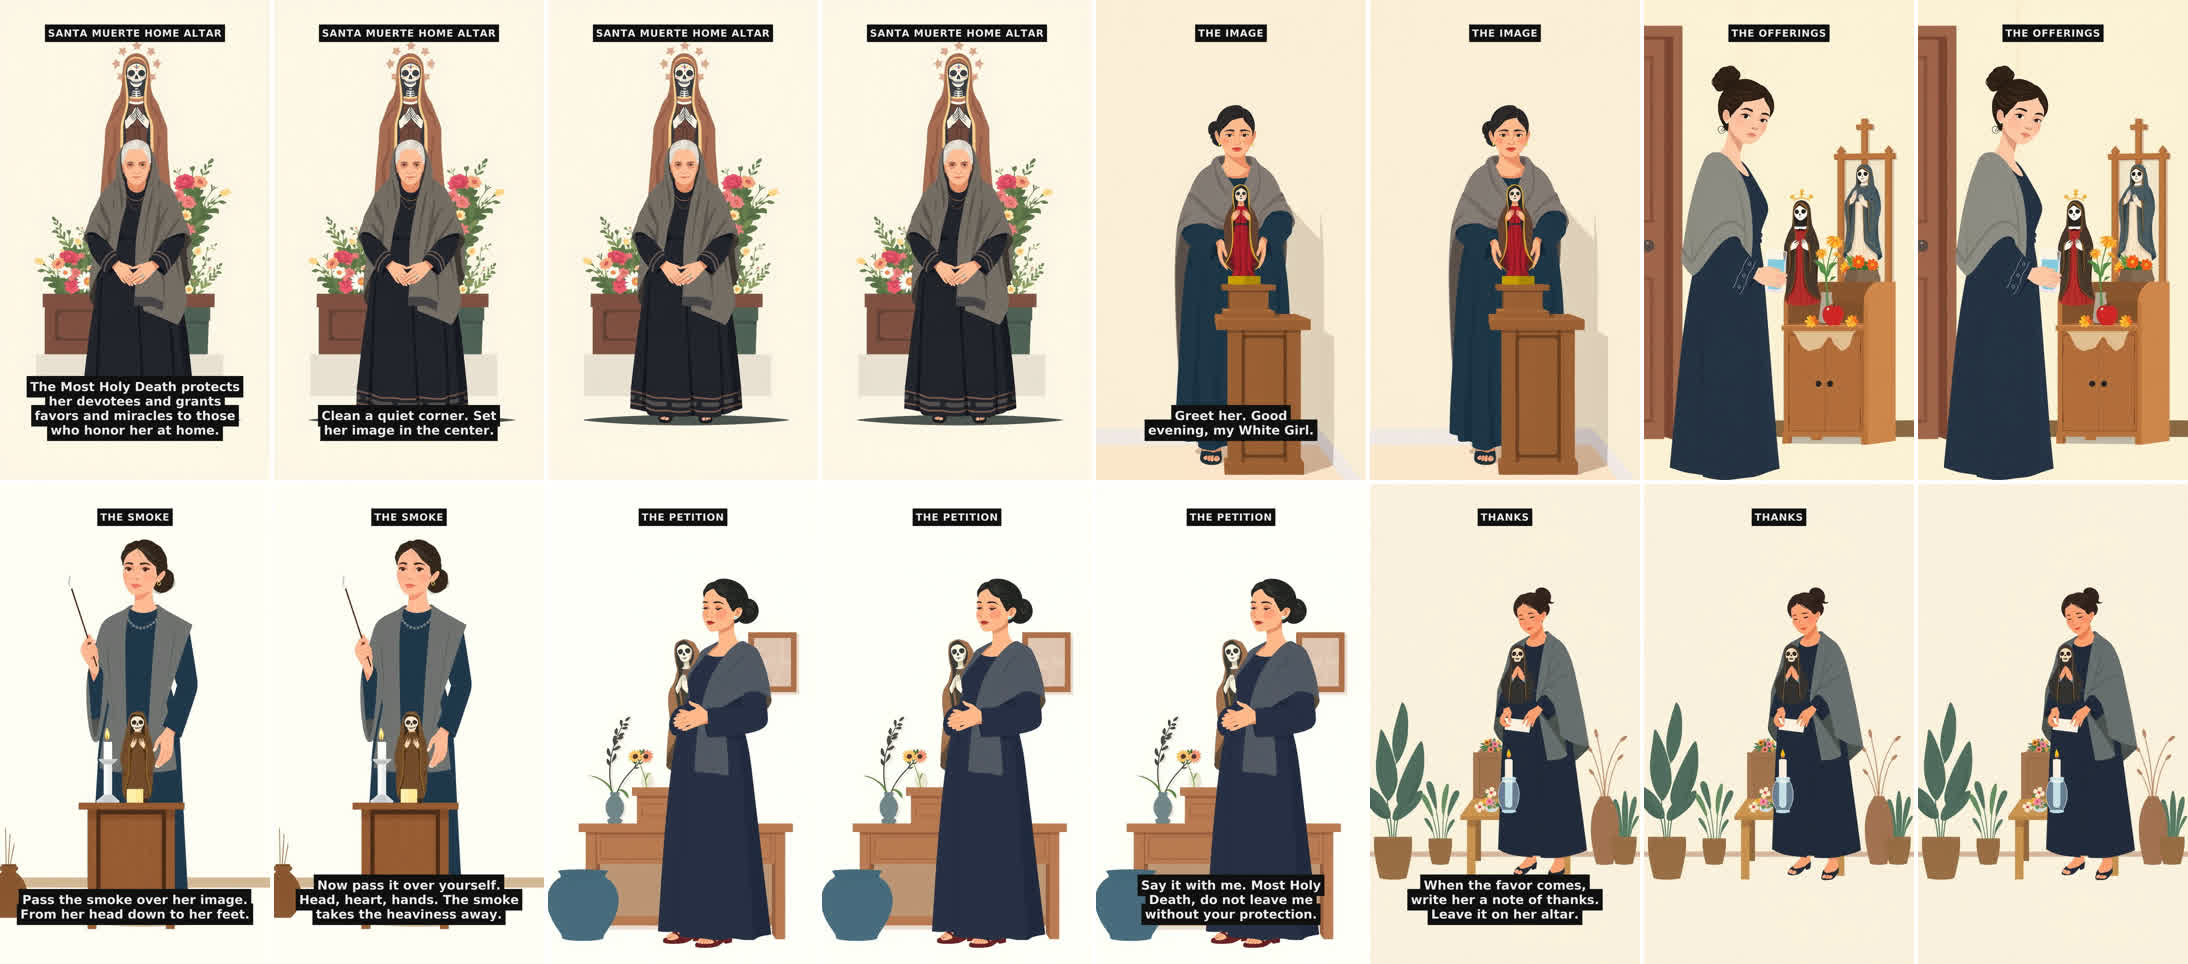 SANTA MUERTE HOME ALTAR
The Most Holy Death protects
her devotees and grants
favors and miracles to those
who honor her at home.
SANTA MUERTE HOME ALTAR
Clean a quiet corner. Set
her image in the center.
SANTA MUERTE HOME ALTAR
SANTA MUERTE HOME ALTAR
THE IMAGE
Greet her. Good
evening, my White Girl.
THE IMAGE
THE OFFERINGS
THE OFFERINGS
THE SMOKE
Pass the smoke over her image.
From her head down to her feet.
THE SMOKE
Now pass it over yourself.
Head, heart, hands. The smoke
takes the heaviness away.
THE PETITION
THE PETITION
THE PETITION
Say it with me. Most Holy
Death, do not leave me
without your protection.
THANKS
When the favor comes,
write her a note of thanks.
Leave it on her altar.
THANKS